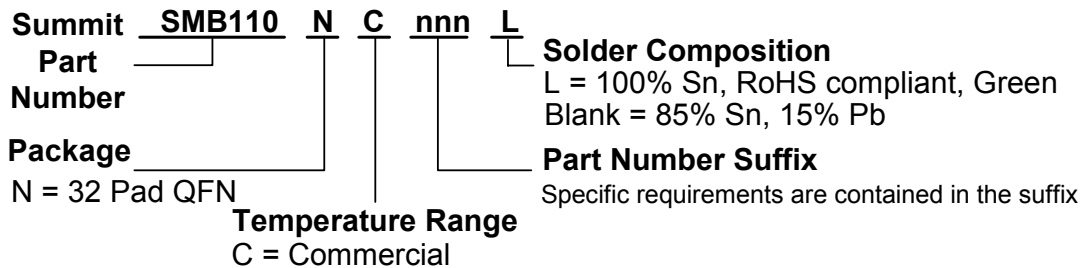 Summit SMB110 N C nnn L
Part
Number
Solder Composition
L = 100% Sn, RoHS compliant, Green
Blank = 85% Sn, 15% Pb
Package
N = 32 Pad QFN
Part Number Suffix
Specific requirements are contained in the suffix
Temperature Range
C = Commercial